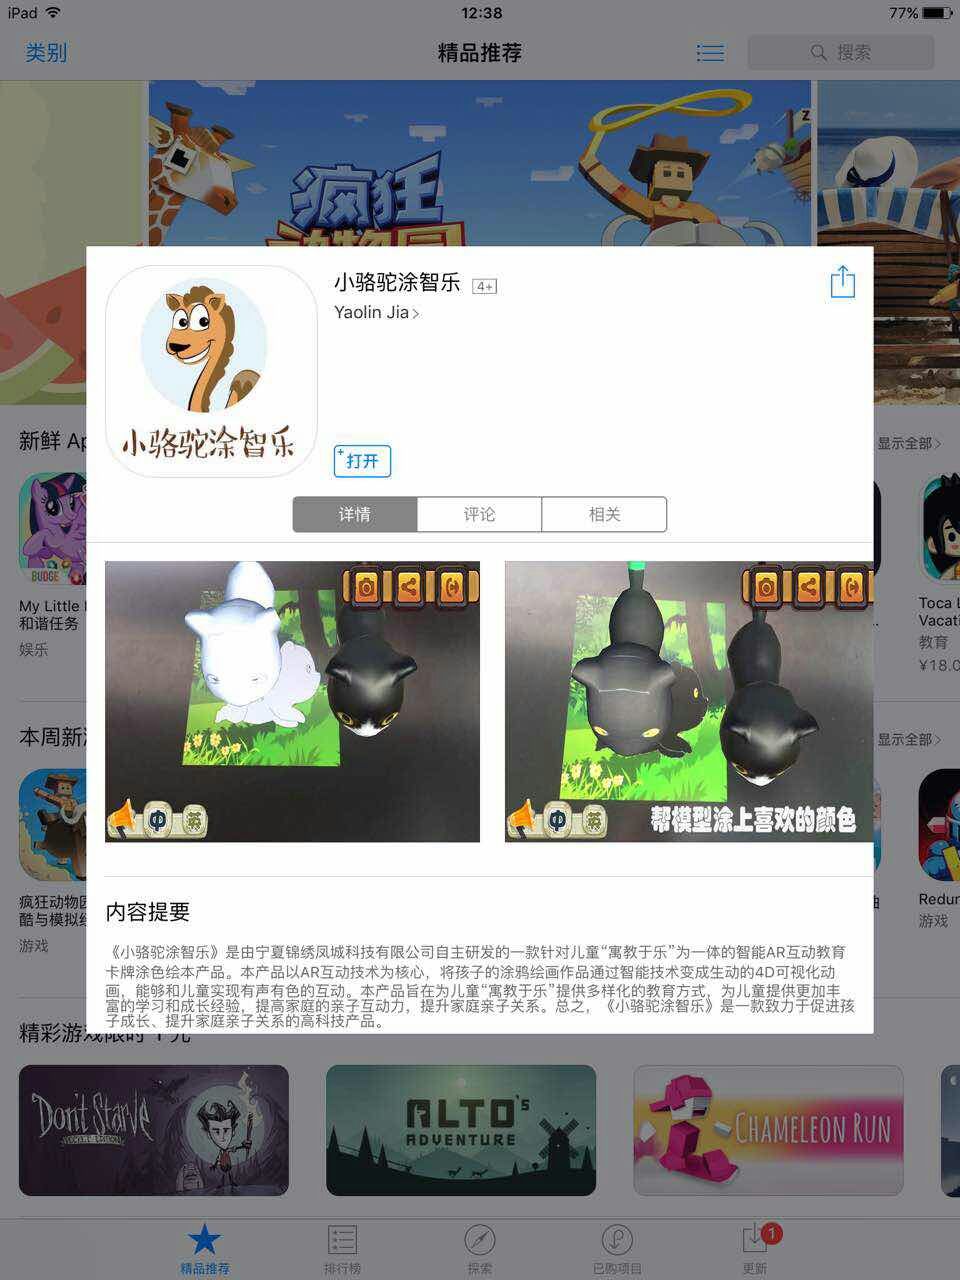 iPad
12:38
77%
类别
精品推荐
搜索
疯狂
动物园
小骆驼涂智乐
4+
Yaolin Jia
小骆驼涂智乐
打开
新鲜 Ap
显示全部
详情
评论
相关
BUDGE
My Little
和谐任务
娱乐
Toca L
Vacati
教育
¥18.0
本周新
显示全部
中 英
中 英
帮模型涂上喜欢的颜色
疯狂动物园
酷与模拟经
游戏
Redun
游戏
内容提要
《小骆驼涂智乐》是由宁夏锦绣凤城科技有限公司自主研发的一款针对儿童“寓教于乐”为一体的智能AR互动教育
卡牌涂色绘本产品。本产品以AR互动技术为核心，将孩子的涂鸦绘画作品通过智能技术变成生动的4D可视化动
画，能够和儿童实现有声有色的互动。本产品旨在为儿童“寓教于乐”提供多样化的教育方式，为儿童提供更加丰
富的学习和成长经验，提高家庭的亲子互动力，提升家庭亲子关系。总之，《小骆驼涂智乐》是一款致力于促进孩
子成长、提升家庭亲子关系的高科技产品。
精彩游戏限时 1 元
Don't Starve
POCKET EDITION
ALTO'S
ADVENTURE
CHAMELEON RUN
精品推荐
排行榜
探索
已购项目
更新
1